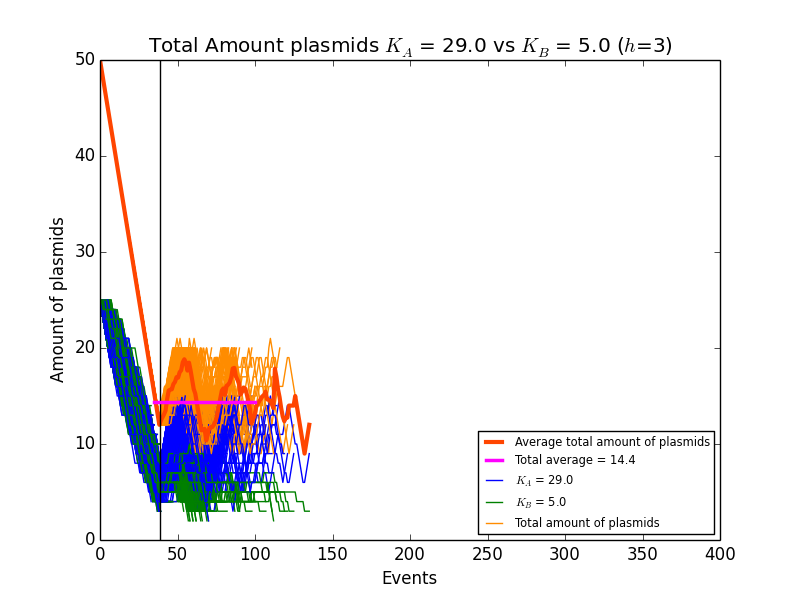 Total Amount plasmids K_A = 29.0 vs K_B = 5.0 (h=3)
50
40
30
20
10
0
Amount of plasmids
0 50 100 150 200 250 300 350 400
Events
Average total amount of plasmids
Total average = 14.4
K_A = 29.0
K_B = 5.0
Total amount of plasmids